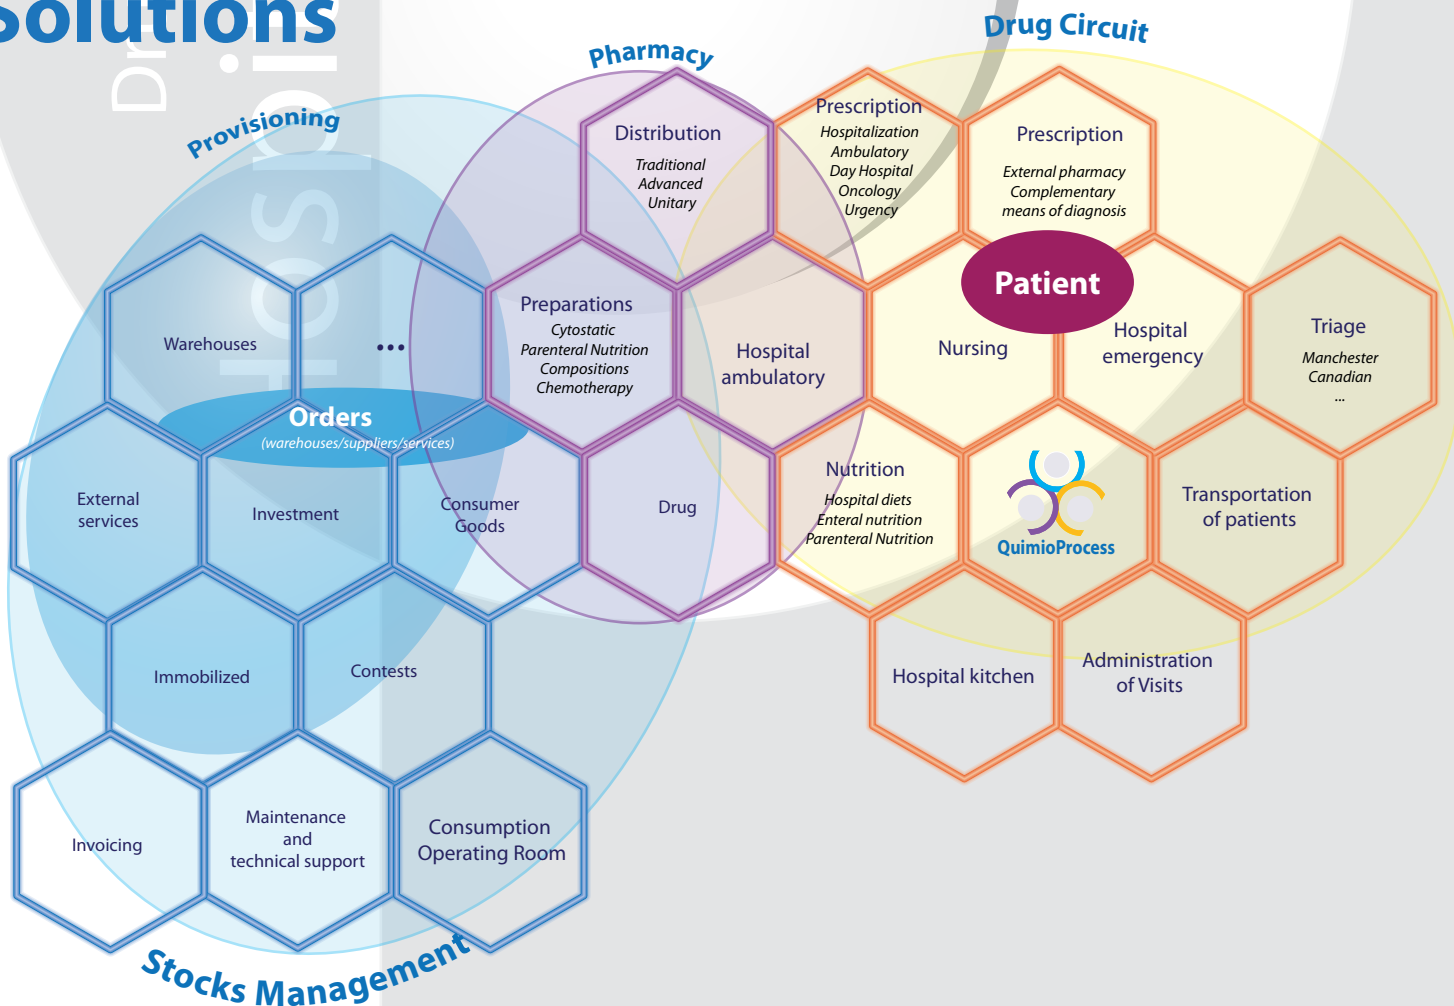 Solutions
Dr
Hospi
Provisioning
Pharmacy
Drug Circuit
Distribution
Traditional
Advanced
Unitary
Prescription
Hospitalization
Ambulatory
Day Hospital
Oncology
Urgency
Prescription
External pharmacy
Complementary
means of diagnosis
Patient
Warehouses
...
Preparations
Cytostatic
Parenteral Nutrition
Compositions
Chemotherapy
Hospital
ambulatory
Nursing
Hospital
emergency
Triage
Manchester
Canadian
...
Orders
(warehouses/suppliers/services)
External
services
Investment
Consumer
Goods
Drug
Nutrition
Hospital diets
Enteral nutrition
Parenteral Nutrition
QuimioProcess
Transportation
of patients
Immobilized
Contests
Hospital kitchen
Administration
of Visits
Invoicing
Maintenance
and
technical support
Consumption
Operating Room
Stocks Management